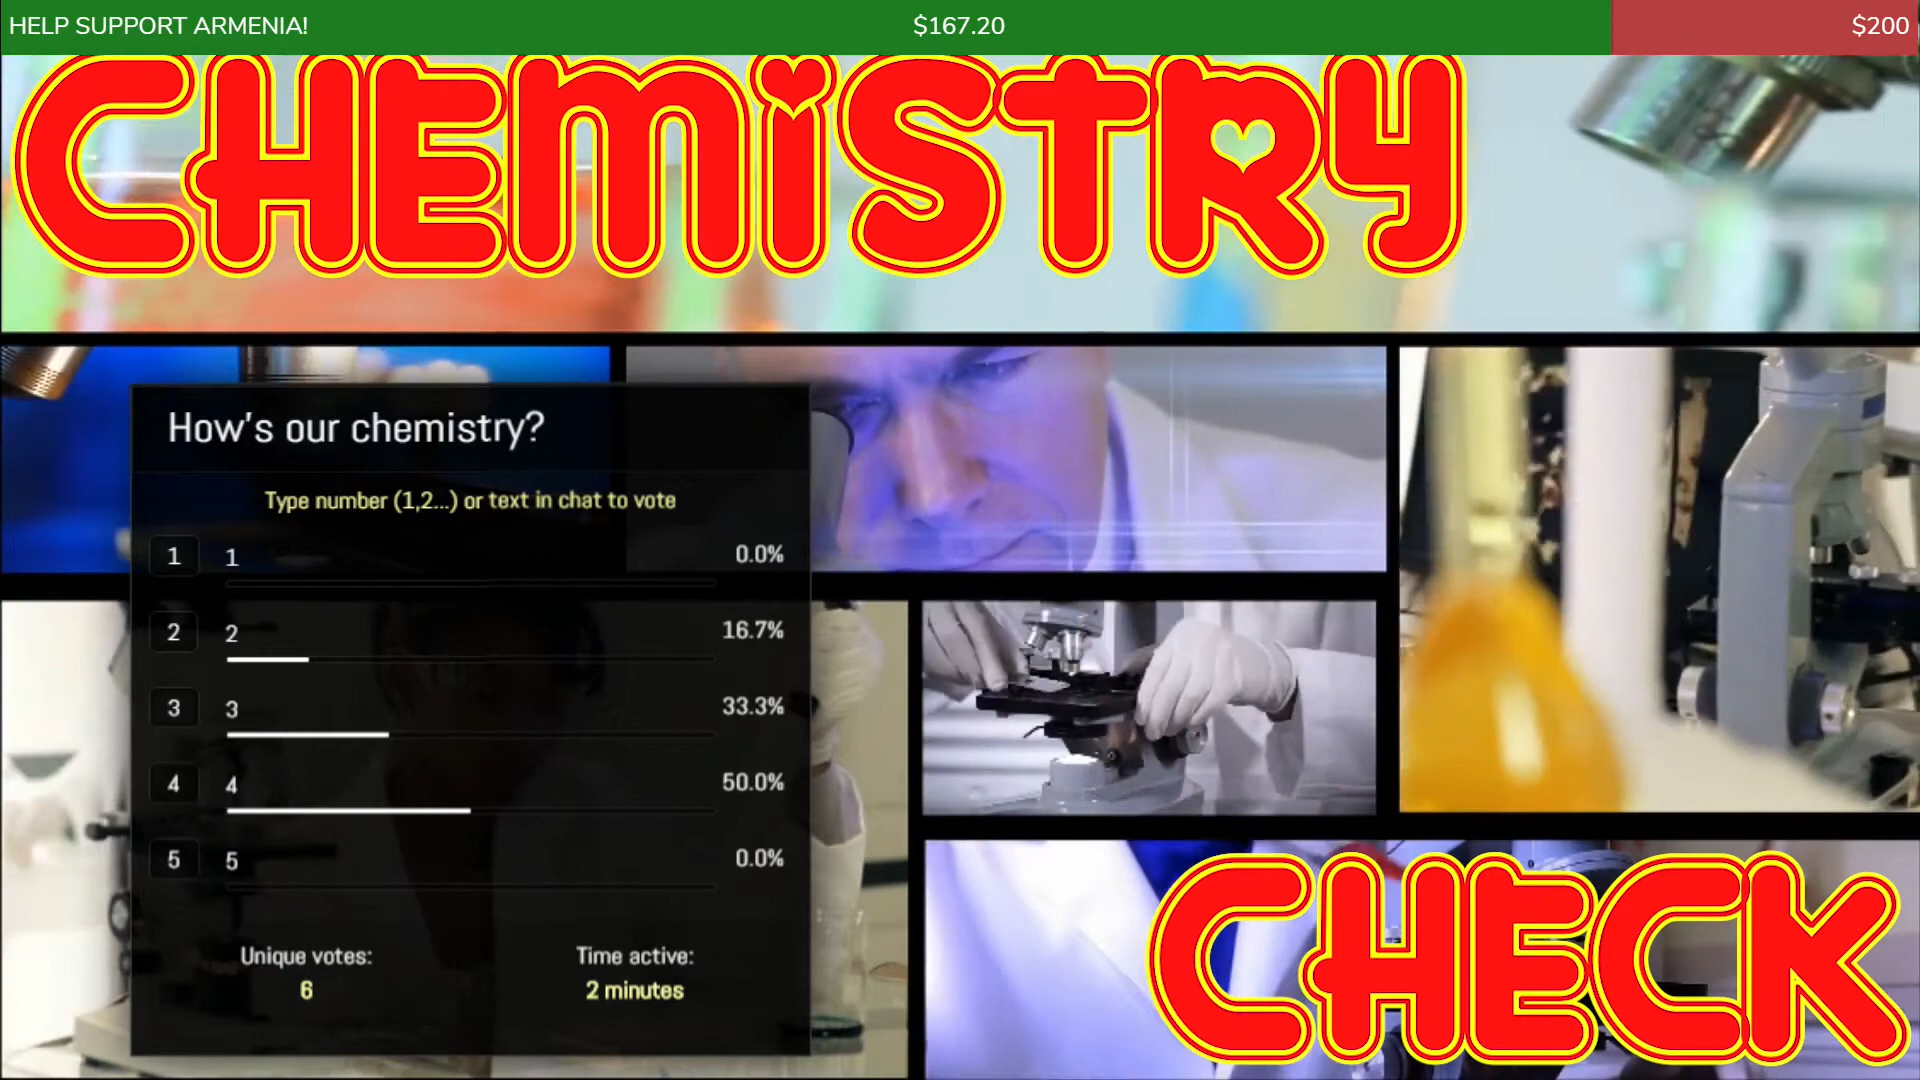 HELP SUPPORT ARMENIA! $167.20 $200
CHEMiSTRY
How's our chemistry?
Type number (1,2...) or text in chat to vote
1 1 0.0%
2 2 16.7%
3 3 33.3%
4 4 50.0%
5 5 0.0%
Unique votes: Time active:
6 2 minutes
CHECK